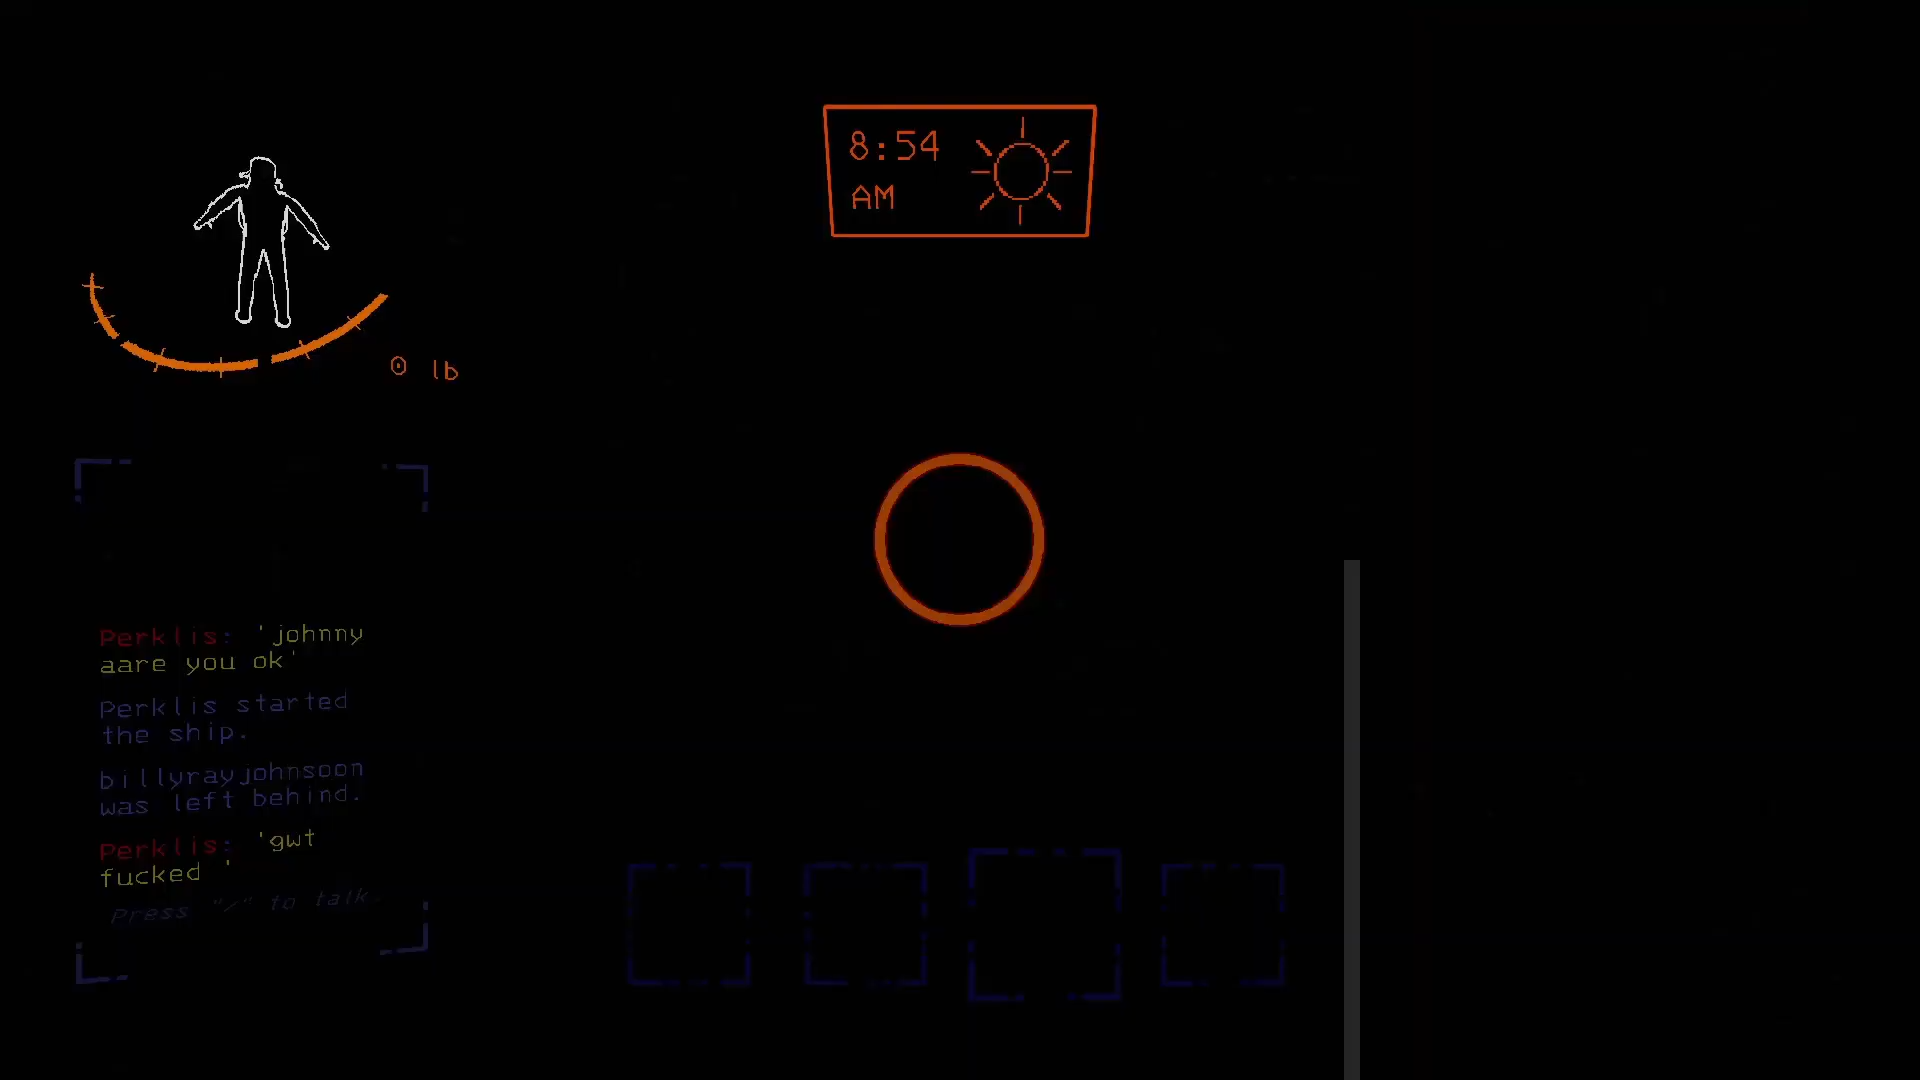 8:54
AM
0 lb
Perklis: 'johnny
aare you ok'
Perklis started
the ship.
billyrayjohnsoon
was left behind.
Perklis: 'gwt
fucked '
Press "/" to talk.